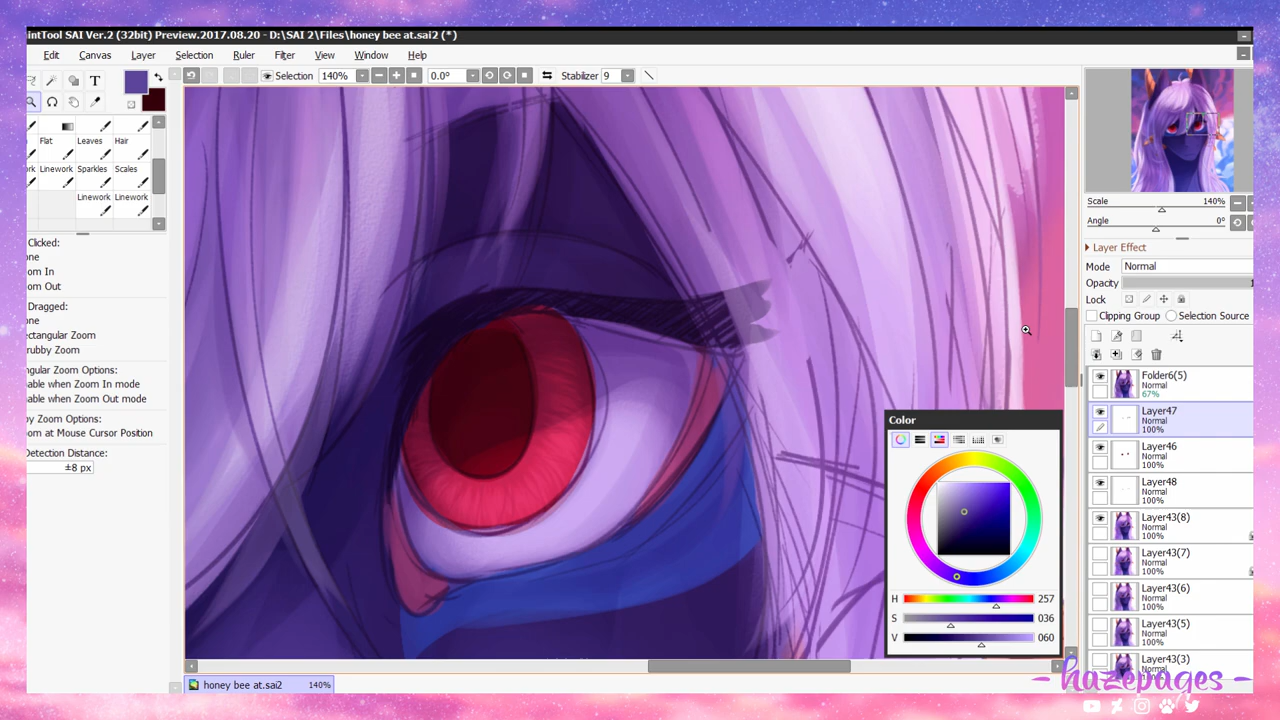 intTool SAI Ver.2 (32bit) Preview.2017.08.20 - D:\SAI 2\Files\honey bee at.sai2 (*)
Edit Canvas Layer Selection Filter Ruler View Window Help
Selection 140% 0.0° Stabilizer 9
T
Flat Leaves Hair
rk Linework Sparkles Scales
Linework Linework
Clicked:
one
om In
om Out
Dragged:
one
ectangular Zoom
rubby Zoom
ectangular Zoom Options:
able when Zoom In mode
able when Zoom Out mode
by Zoom Options:
om at Mouse Cursor Position
Detection Distance:
±8 px
Scale 140%
Angle 0°
Layer Effect
Mode Normal
Opacity 1
Lock
Clipping Group Selection Source
Folder6(5)
Normal
67%
Layer47
Normal
100%
Layer46
Normal
100%
Layer48
Normal
100%
Layer43(8)
Normal
100%
Layer43(7)
Normal
100%
Layer43(6)
Normal
100%
Layer43(5)
Normal
100%
Layer43(3)
Normal
Color
H 257
S 036
V 060
honey bee at.sai2 140%
- hazepages -